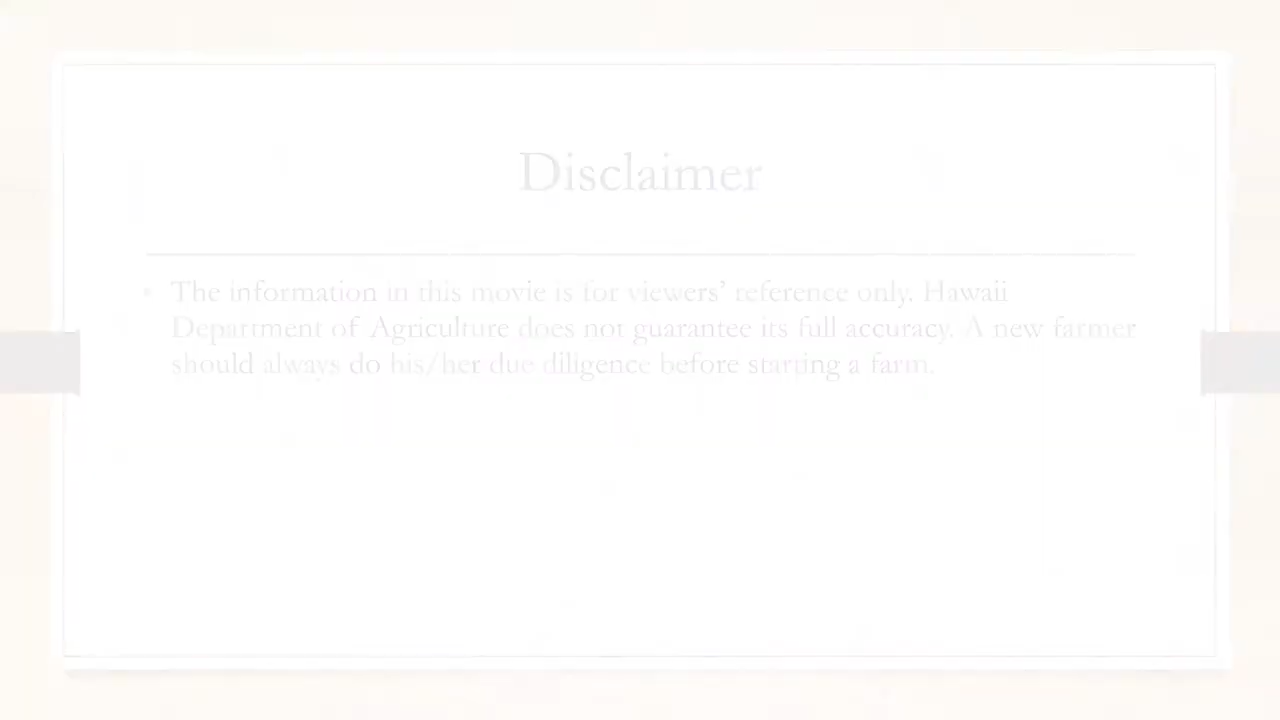 Disclaimer
• The information in this movie is for viewers’ reference only. Hawaii
Department of Agriculture does not guarantee its full accuracy. A new farmer
should always do his/her due diligence before starting a farm.